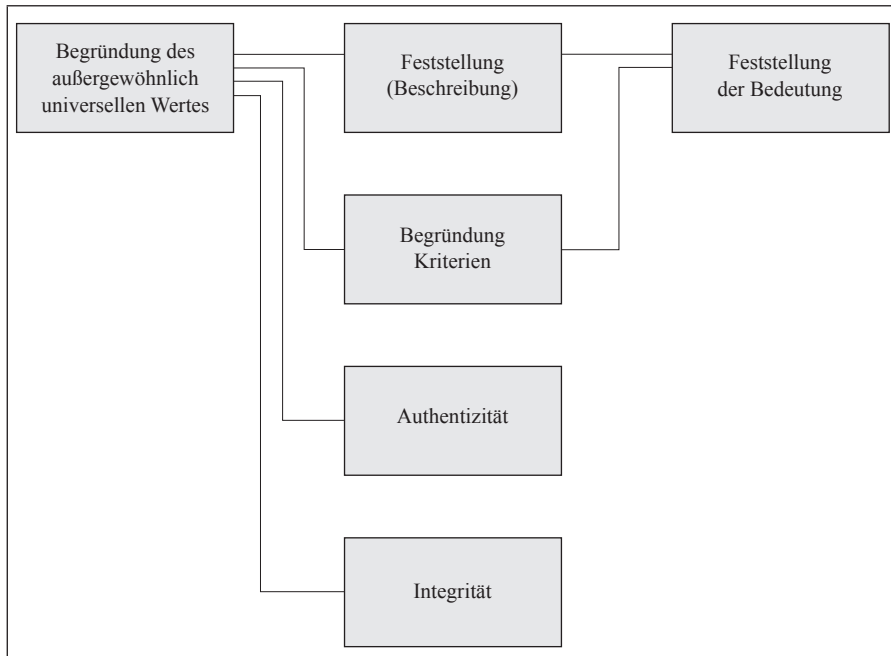 Begründung des
außergewöhnlich
universellen Wertes
Feststellung
(Beschreibung)
Feststellung
der Bedeutung
Begründung
Kriterien
Authentizität
Integrität